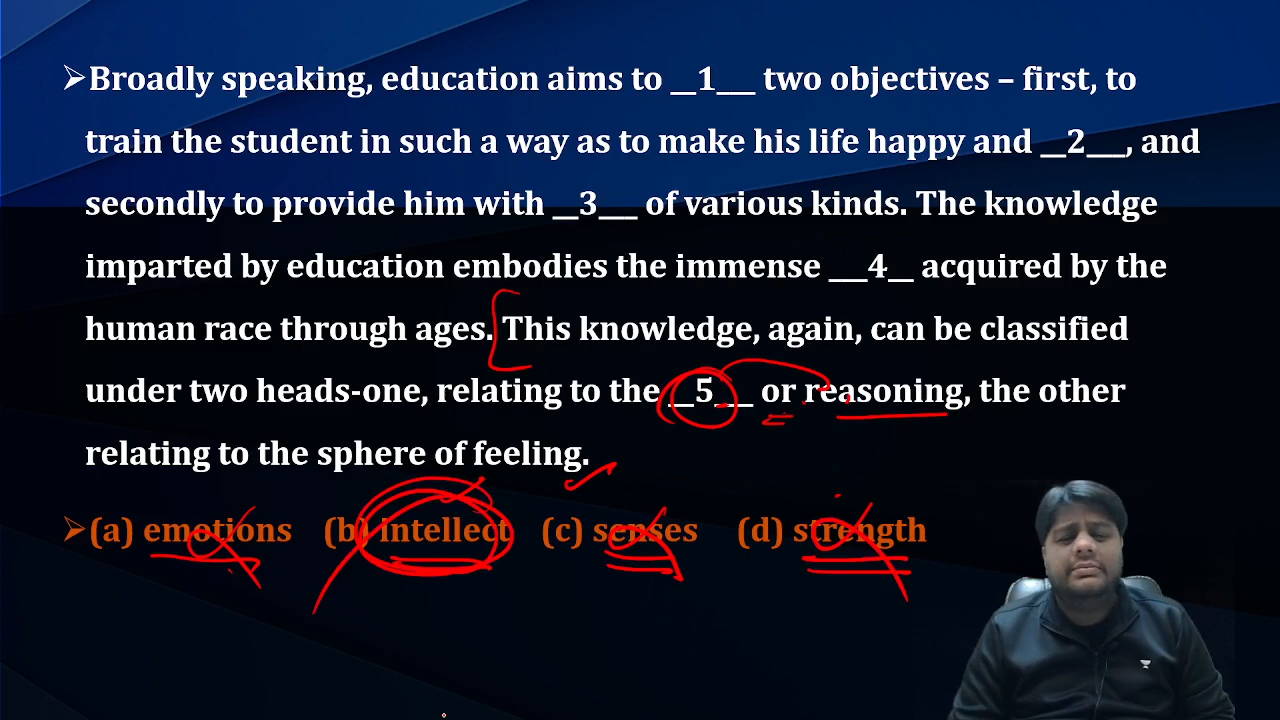 ➢Broadly speaking, education aims to __1___ two objectives – first, to
train the student in such a way as to make his life happy and __2___, and
secondly to provide him with __3___ of various kinds. The knowledge
imparted by education embodies the immense ___4__ acquired by the
human race through ages. This knowledge, again, can be classified
under two heads-one, relating to the __5___ or reasoning, the other
relating to the sphere of feeling.
➢(a) emotions (b) intellect (c) senses (d) strength